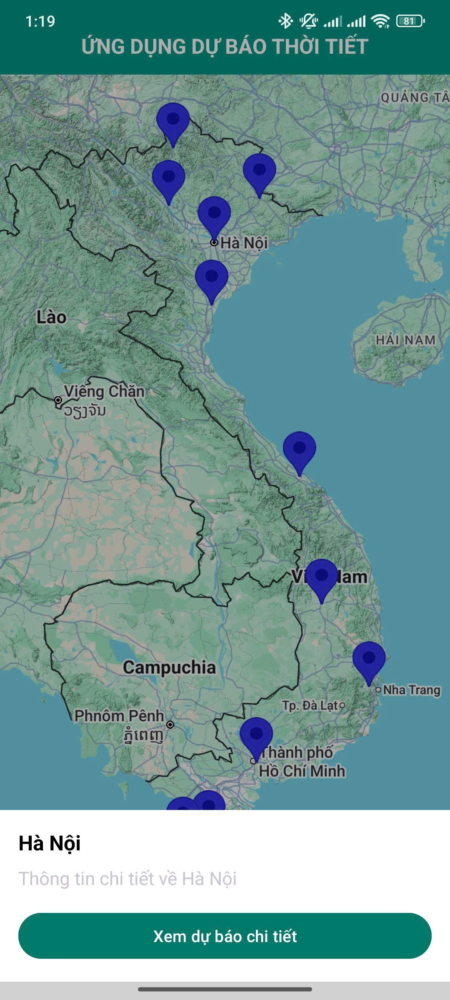 1:19
81
ỨNG DỤNG DỰ BÁO THỜI TIẾT
QUẢNG TÂ
Hà Nội
Lào
HẢI NAM
Viêng Chăn
ວຽງຈັນ
Vi Nam
Campuchia
Nha Trang
Tp. Đà Lạt
Phnôm Pênh
ភ្នំពេញ
Thành phố
Hồ Chí Minh
Hà Nội
Thông tin chi tiết về Hà Nội
Xem dự báo chi tiết